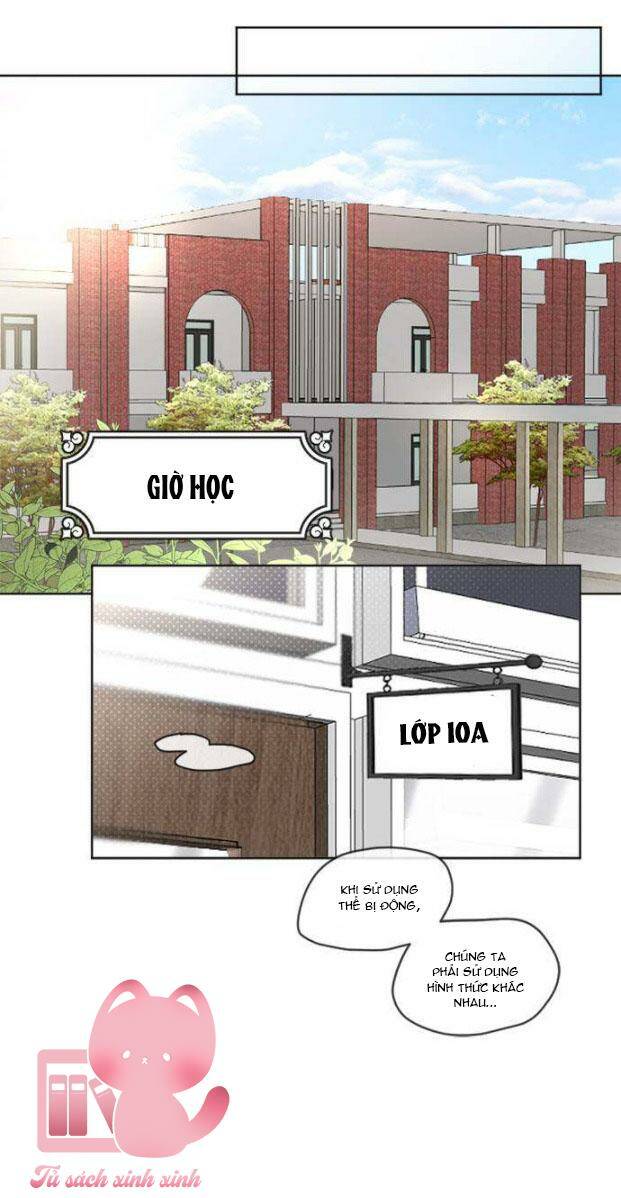 GIỜ HỌC
LỚP 10A
KHI SỬ DỤNG
THỂ BỊ ĐỘNG,
CHÚNG TA
PHẢI SỬ DỤNG
HÌNH THỨC KHÁC
NHAU...
Tủ sách xinh xinh